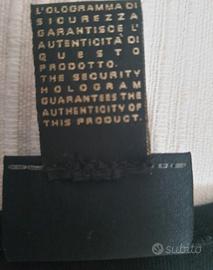 L'OLOGRAMMA DI
SICUREZZA
GARANTISCE L'
AUTENTICITÀ DI
QUESTO
PRODOTTO.
THE SECURITY
HOLOGRAM
GUARANTEES THE
AUTHENTICITY OF
THIS PRODUCT.
subito